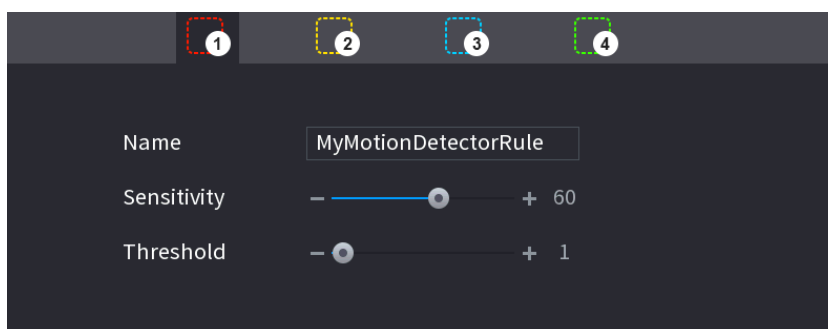 1 2 3 4
Name MyMotionDetectorRule
Sensitivity − + 60
Threshold − + 1